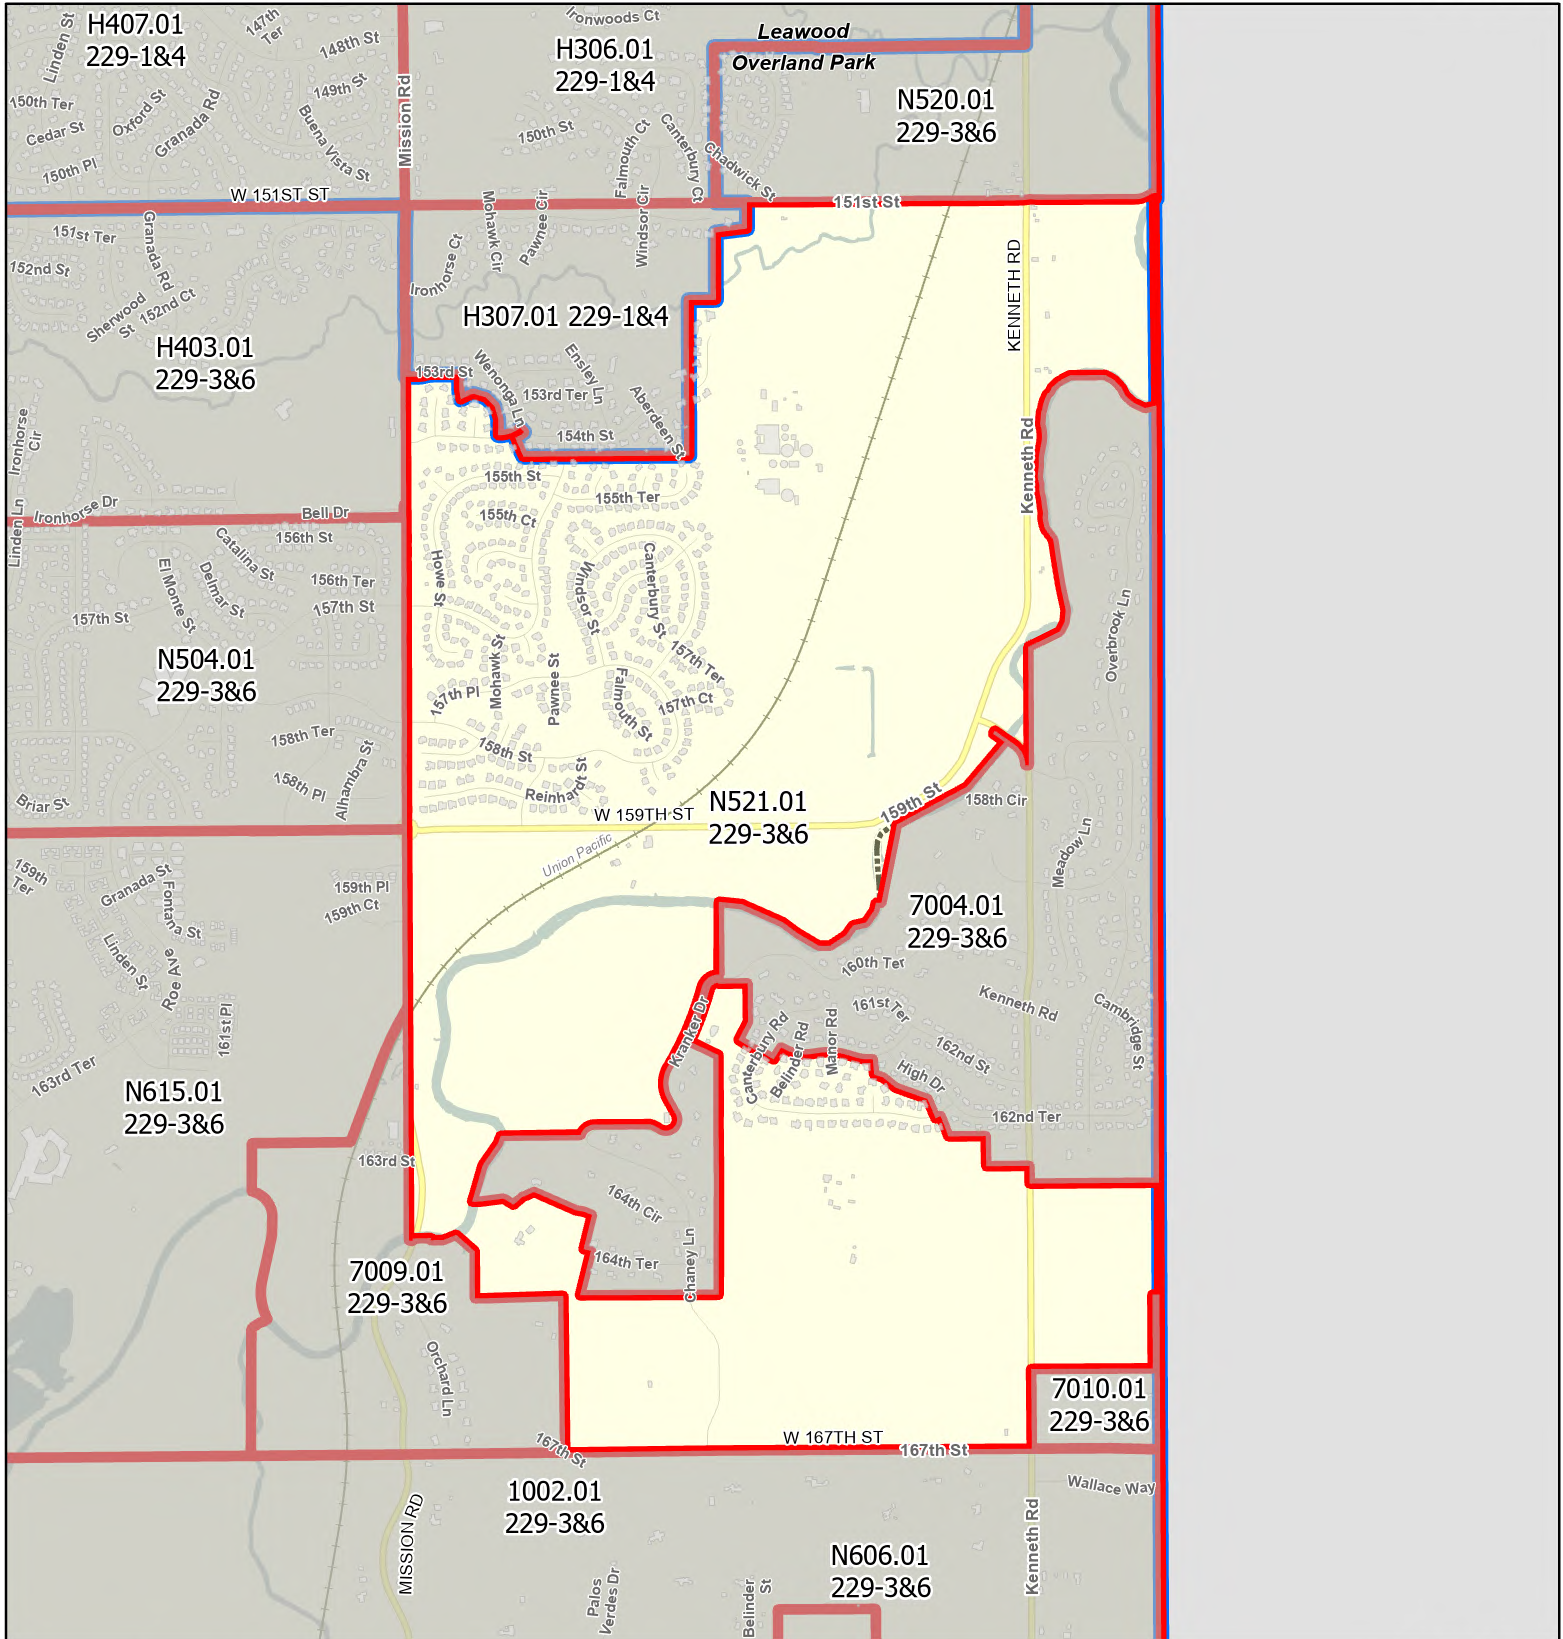 H407.01
229-1&4
Linden St
147th
Ter
148th St
149th St
150th Ter
Cedar St
Oxford St
Granada Rd
Buena Vista St
150th Pl
Mission Rd
W 151ST ST
Ironwoods Ct
H306.01
229-1&4
150th St
Falmouth Ct
Canterbury Ct
Chadwick St
Leawood
Overland Park
N520.01
229-3&6
151st St
151st Ter
Granada Rd
152nd St
Sherwood
St
152nd Ct
H403.01
229-3&6
Mohawk Cir
Pawnee Cir
Windsor Cir
Ironhorse Ct
H307.01 229-1&4
KENNETH RD
153rd St
Wenonga Ln
Ensley Ln
153rd Ter
Aberdeen St
154th St
Ironhorse
Cir
Linden Ln
Ironhorse Dr
Bell Dr
155th St
155th Ter
155th Ct
Kenneth Rd
156th St
Catalina St
El Monte St
Delmar St
156th Ter
157th St
157th St
N504.01
229-3&6
Howe St
Windsor St
Canterbury St
157th Ter
Mohawk St
Pawnee St
Falmouth St
157th Pl
157th Ct
Overbrook Ln
158th Ter
158th Pl
Alhambra St
Briar St
158th St
Reinhardt St
W 159TH ST
N521.01
229-3&6
159th St
158th Cir
Union Pacific
Meadow Ln
159th
Ter
Granada St
Fontana St
159th Pl
159th Ct
Linden St
Roe Ave
161st Pl
163rd Ter
N615.01
229-3&6
7004.01
229-3&6
160th Ter
161st Ter
Kenneth Rd
Cambridge St
Kranker Dr
Canterbury Rd
Belinder Rd
Manor Rd
162nd St
High Dr
162nd Ter
163rd St
164th Cir
164th Ter
Chaney Ln
7009.01
229-3&6
Orchard Ln
7010.01
229-3&6
W 167TH ST
167th St
167th St
1002.01
229-3&6
MISSION RD
Wallace Way
Kenneth Rd
N606.01
229-3&6
Palos
Verdes Dr
Belinder
St